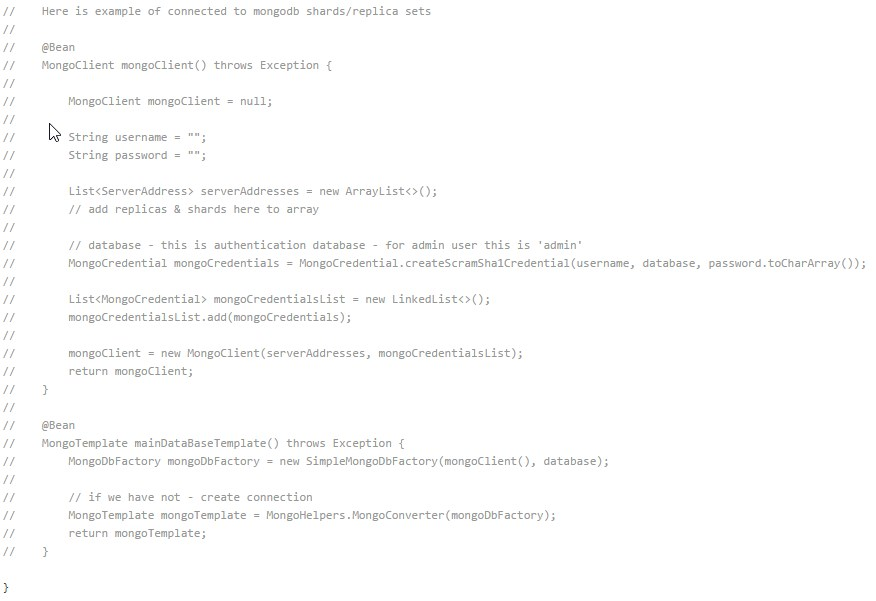 //    Here is example of connected to mongodb shards/replica sets
//
//    @Bean
//    MongoClient mongoClient() throws Exception {
//
//        MongoClient mongoClient = null;
//
//        String username = "";
//        String password = "";
//
//        List<ServerAddress> serverAddresses = new ArrayList<>();
//        // add replicas & shards here to array
//
//        // database - this is authentication database - for admin user this is 'admin'
//        MongoCredential mongoCredentials = MongoCredential.createScramSha1Credential(username, database, password.toCharArray());
//
//        List<MongoCredential> mongoCredentialsList = new LinkedList<>();
//        mongoCredentialsList.add(mongoCredentials);
//
//        mongoClient = new MongoClient(serverAddresses, mongoCredentialsList);
//        return mongoClient;
//    }
//
//    @Bean
//    MongoTemplate mainDataBaseTemplate() throws Exception {
//        MongoDbFactory mongoDbFactory = new SimpleMongoDbFactory(mongoClient(), database);
//
//        // if we have not - create connection
//        MongoTemplate mongoTemplate = MongoHelpers.MongoConverter(mongoDbFactory);
//        return mongoTemplate;
//    }
}